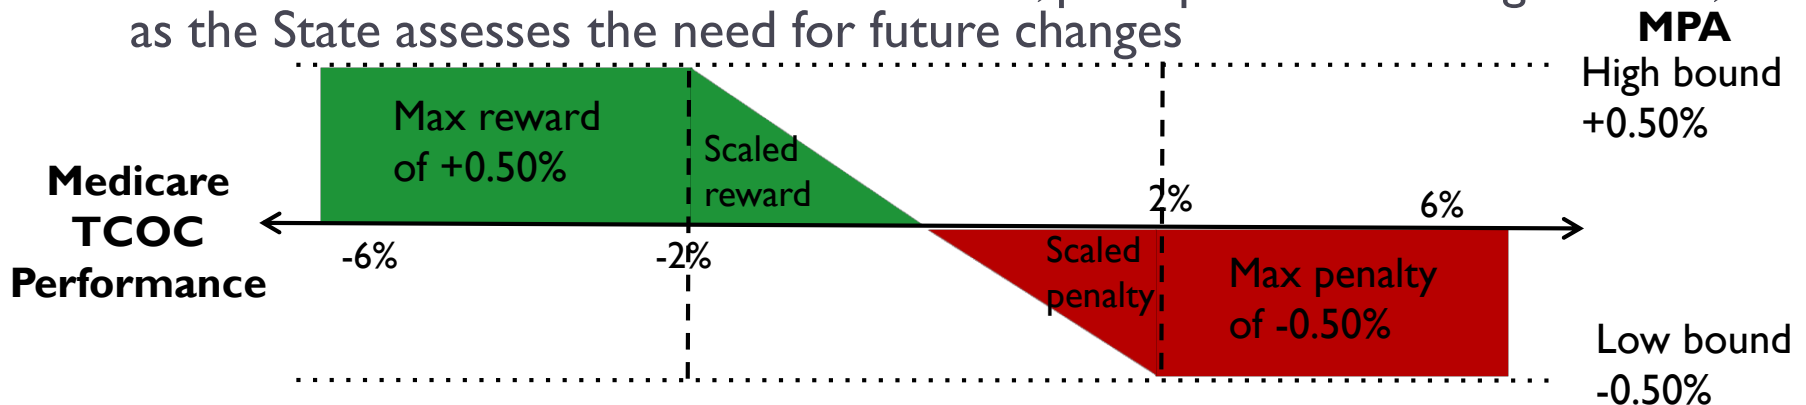 as the State assesses the need for future changes
MPA
High bound
+0.50%
Max reward
of +0.50%
Scaled
reward
Medicare
TCOC
Performance
2%
6%
-6%
-2%
Scaled
penalty
Max penalty
of -0.50%
Low bound
-0.50%